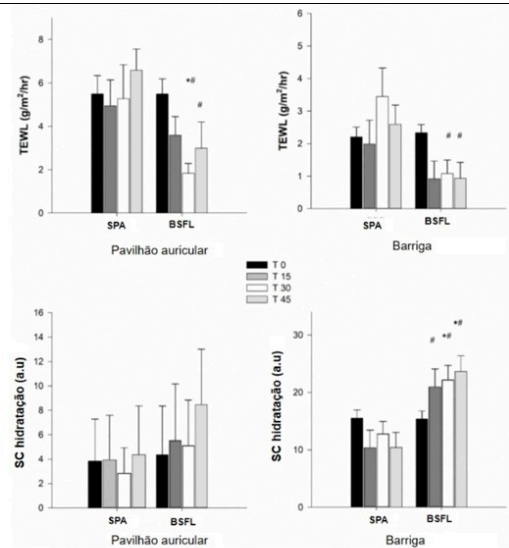 TEWL (g/m²/hr)
8
6
4
2
0
*#
#
SPA
BSFL
Pavilhão auricular
TEWL (g/m²/hr)
6
5
4
3
2
1
0
#
#
SPA
BSFL
Barriga
T 0
T 15
T 30
T 45
SC hidratação (a.u)
16
14
12
10
8
6
4
2
0
SPA
BSFL
Pavilhão auricular
SC hidratação (a.u)
30
20
10
0
#
*#
*#
SPA
BSFL
Barriga